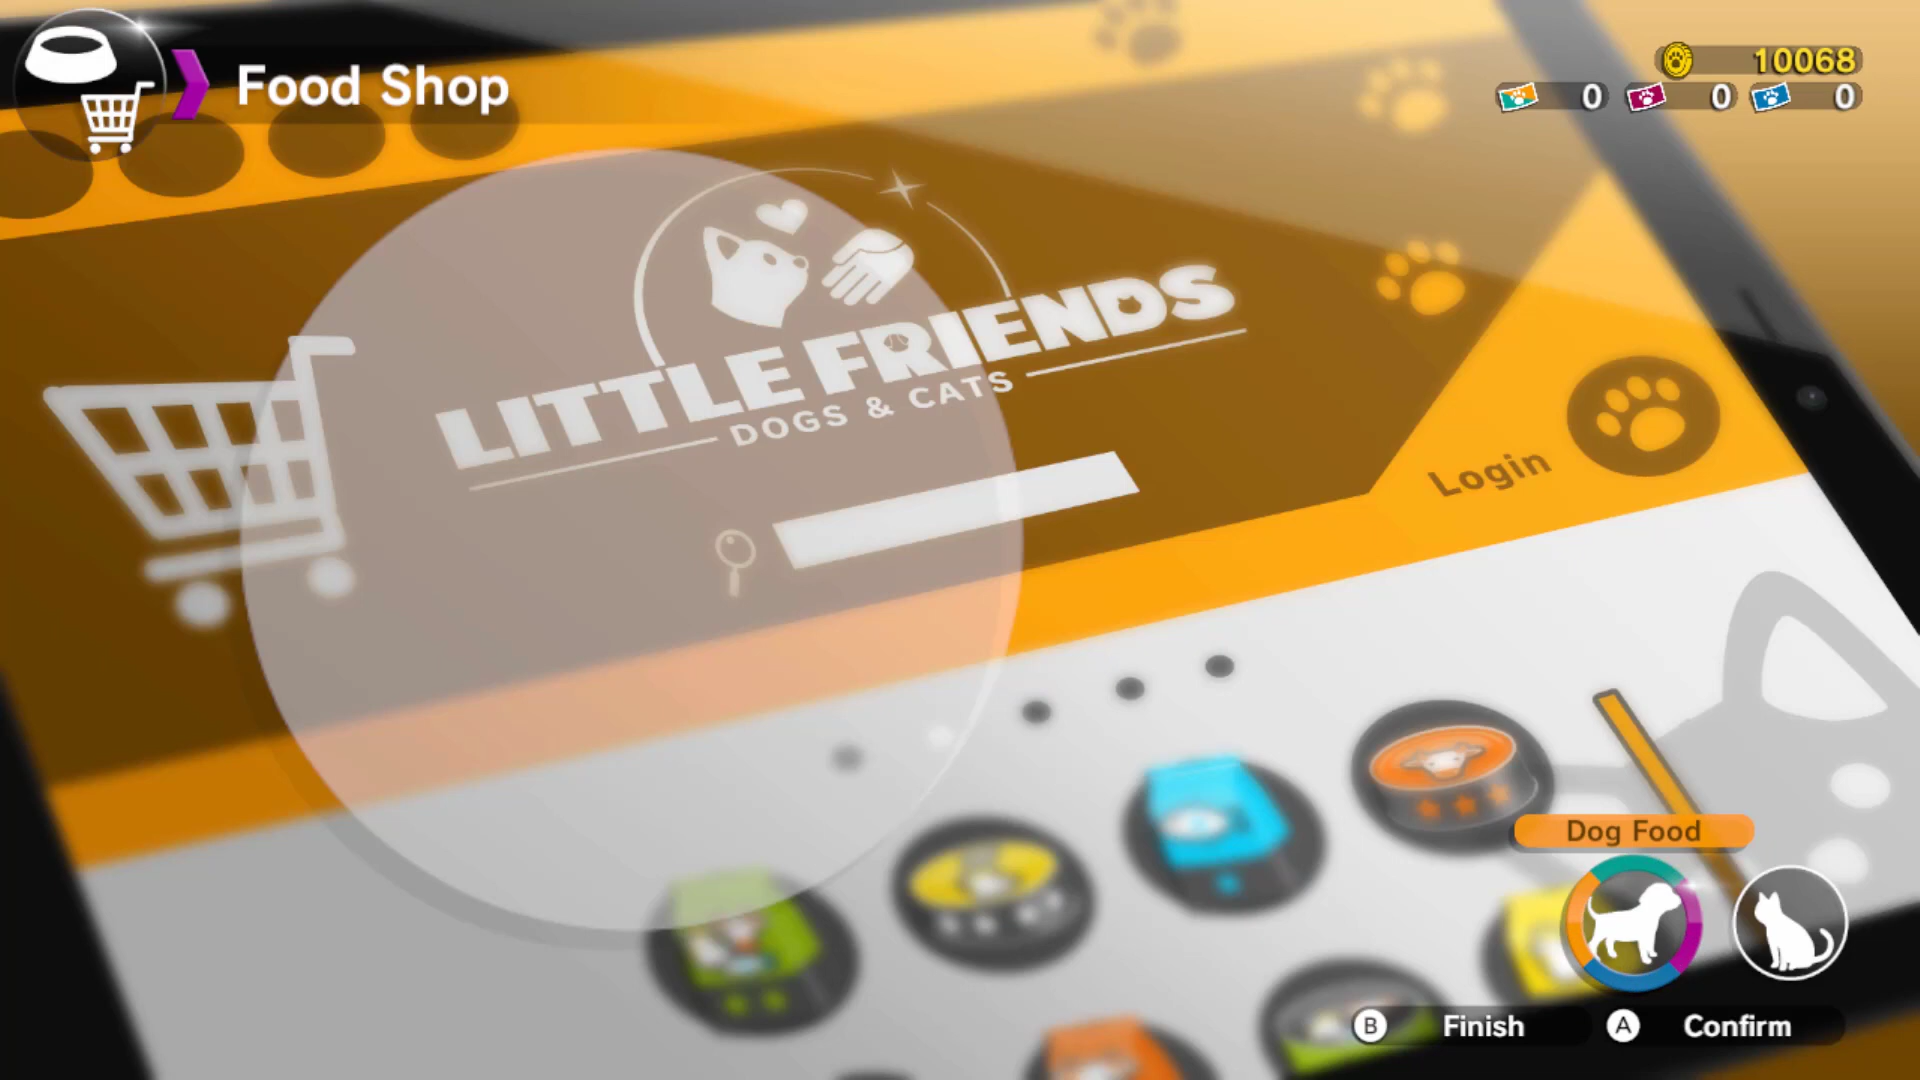 Food Shop
10068
0
0
0
LITTLE FRIENDS
DOGS & CATS
Login
Dog Food
B Finish
A Confirm